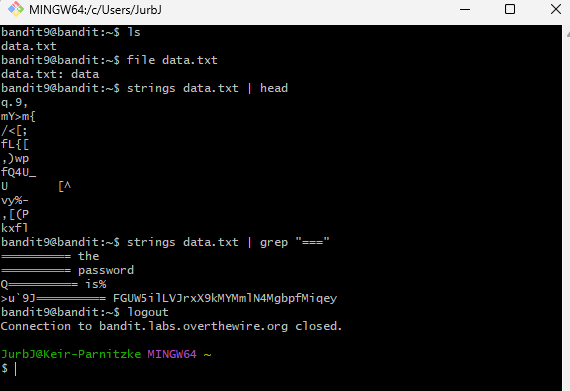 MINGW64:/c/Users/JurbJ
bandit9@bandit:~$ ls
data.txt
bandit9@bandit:~$ file data.txt
data.txt: data
bandit9@bandit:~$ strings data.txt | head
q.9,
mY>m{
/<[;
fL{[
,)wp
fQ4U_
U       [^
vy%-
,[(P
kxfl
bandit9@bandit:~$ strings data.txt | grep "==="
========== the
========== password
Q========== is%
>u`9J========== FGUW5ilLVJrxX9kMYMmlN4MgbpfMiqey
bandit9@bandit:~$ logout
Connection to bandit.labs.overthewire.org closed.
JurbJ@Keir-Parnitzke MINGW64 ~
$